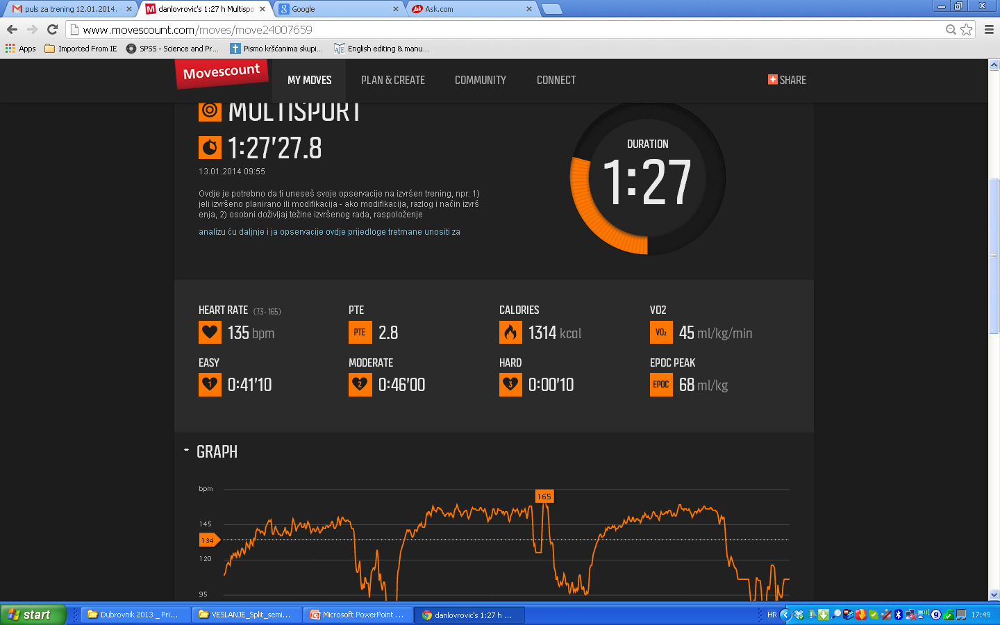 puls za trening 12.01.2014.
danlovrovic's 1:27 h Multispo
Google
Ask.com
www.movescount.com/moves/move24007659
Apps
Imported From IE
SPSS - Science and Pr...
Pismo kršćanima skupi...
AJE
English editing & manu...
Movescount
MY MOVES
PLAN & CREATE
COMMUNITY
CONNECT
SHARE
MULTISPORT
1:27'27.8
13.01.2014 09:55
Ovdje je potrebno da ti uneseš svoje opservacije na izvršen trening, npr: 1)
jeli izvršeno planirano ili modifikacija - ako modifikacija, razlog i način izvrš
enja, 2) osobni doživljaj težine izvršenog rada, raspoloženje
analizu ću daljnje i ja opservacije ovdje prijedloge tretmane unositi za
DURATION
1:27
HEART RATE (73- 165)
135 bpm
PTE
PTE 2.8
CALORIES
1314 kcal
VO2
VO₂ 45 ml/kg/min
EASY
1 0:41'10
MODERATE
2 0:46'00
HARD
3 0:00'10
EPOC PEAK
EPOC 68 ml/kg
- GRAPH
bpm
165
145
134
120
95
start
Dubrovnik 2013 _ Pri...
VESLANJE_Split_semi...
Microsoft PowerPoint ...
danlovrovic's 1:27 h ...
HR
17:49